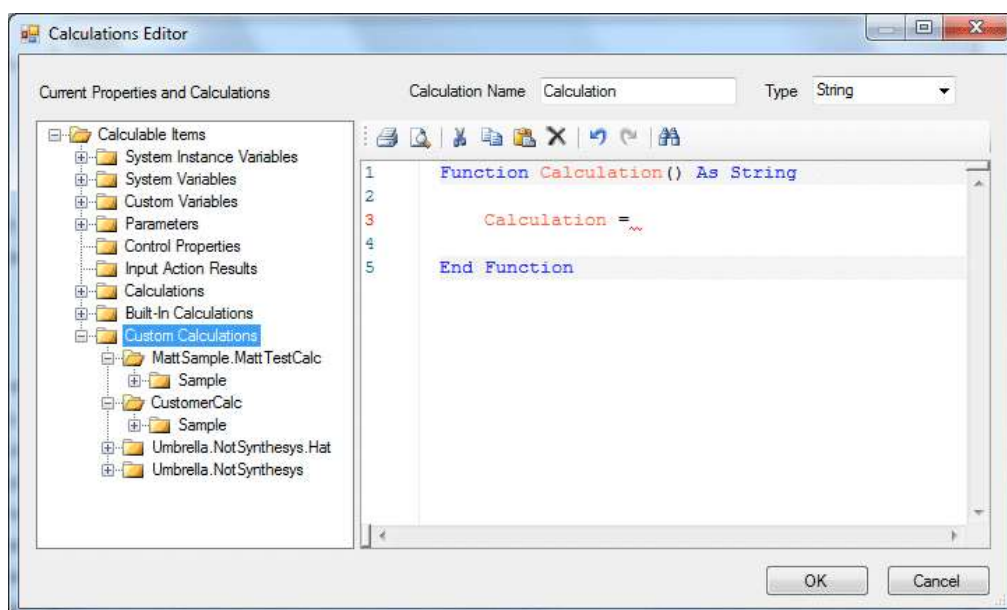 Calculations Editor
Current Properties and Calculations
Calculation Name Calculation Type String
Calculable Items
System Instance Variables
System Variables
Custom Variables
Parameters
Control Properties
Input Action Results
Calculations
Built-In Calculations
Custom Calculations
MattSample.MattTestCalc
Sample
CustomerCalc
Sample
Umbrella.NotSynthesys.Hat
Umbrella.NotSynthesys
1 Function Calculation() As String
2
3 Calculation =
4
5 End Function
OK Cancel